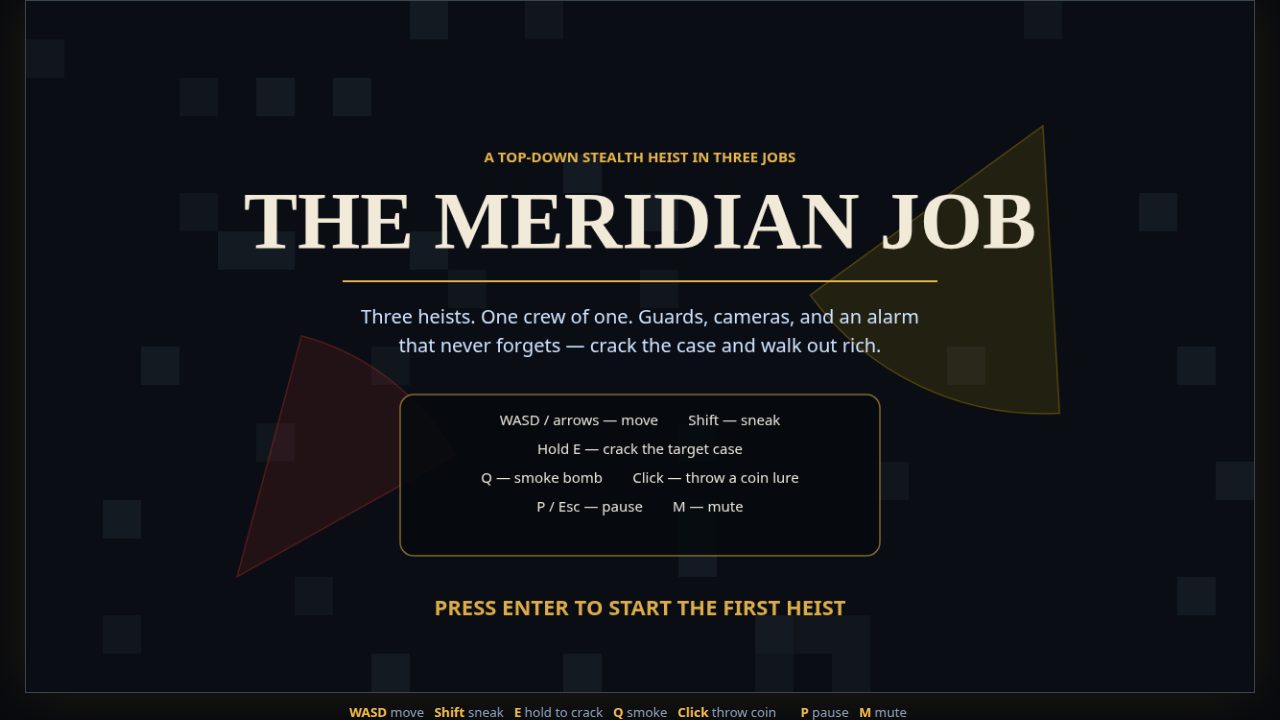 A TOP-DOWN STEALTH HEIST IN THREE JOBS
THE MERIDIAN JOB
Three heists. One crew of one. Guards, cameras, and an alarm
that never forgets — crack the case and walk out rich.
WASD / arrows — move Shift — sneak
Hold E — crack the target case
Q — smoke bomb Click — throw a coin lure
P / Esc — pause M — mute
PRESS ENTER TO START THE FIRST HEIST
WASD move Shift sneak E hold to crack Q smoke Click throw coin P pause M mute